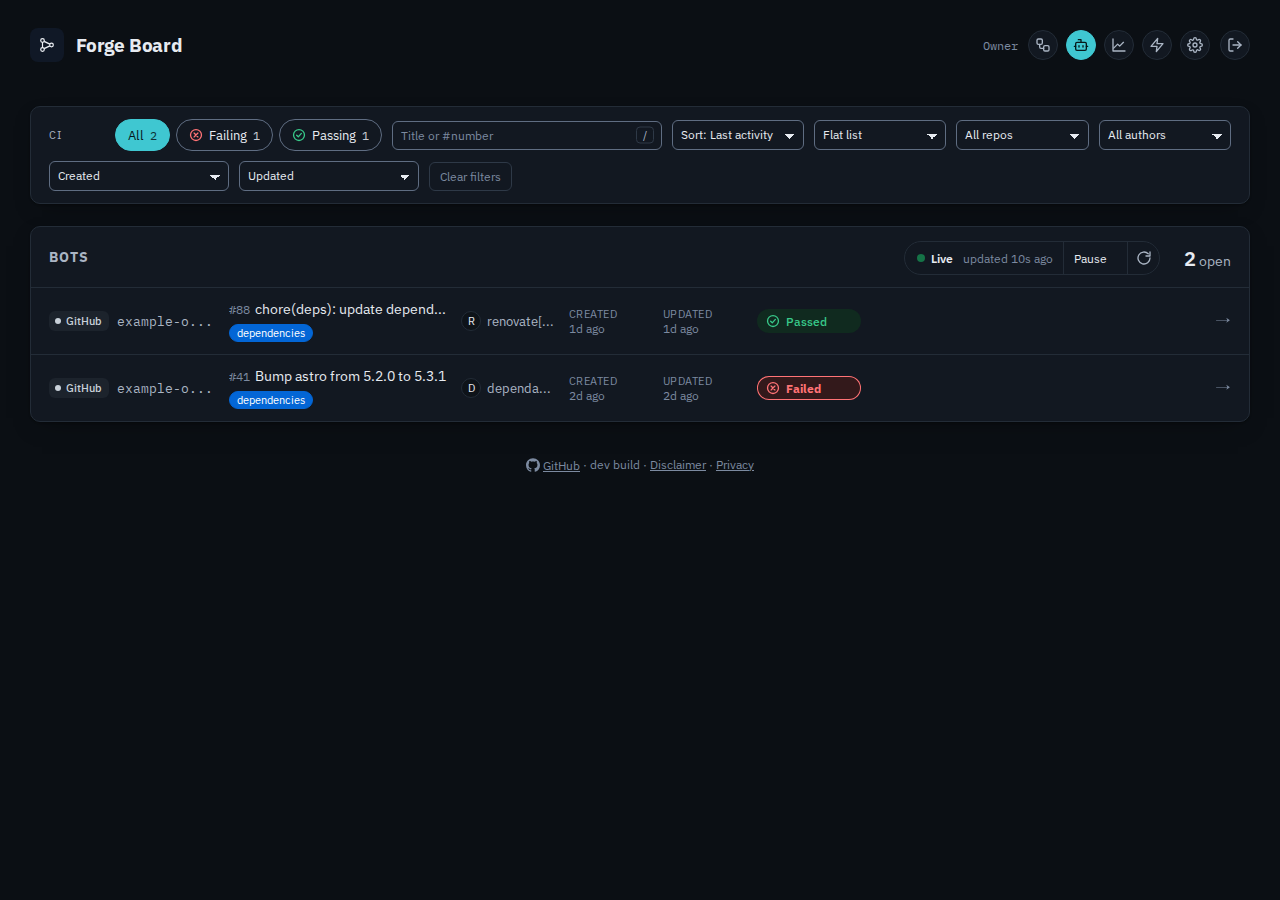 Forge Board
Owner
CI
All 2
Failing 1
Passing 1
Title or #number /
Sort: Last activity
Flat list
All repos
All authors
Created
Updated
Clear filters
BOTS
Live updated 10s ago
Pause
2 open
GitHub example-o...
#88 chore(deps): update depend...
dependencies
R renovate[...
CREATED
1d ago
UPDATED
1d ago
Passed
→
GitHub example-o...
#41 Bump astro from 5.2.0 to 5.3.1
dependencies
D dependa...
CREATED
2d ago
UPDATED
2d ago
Failed
→
GitHub · dev build · Disclaimer · Privacy